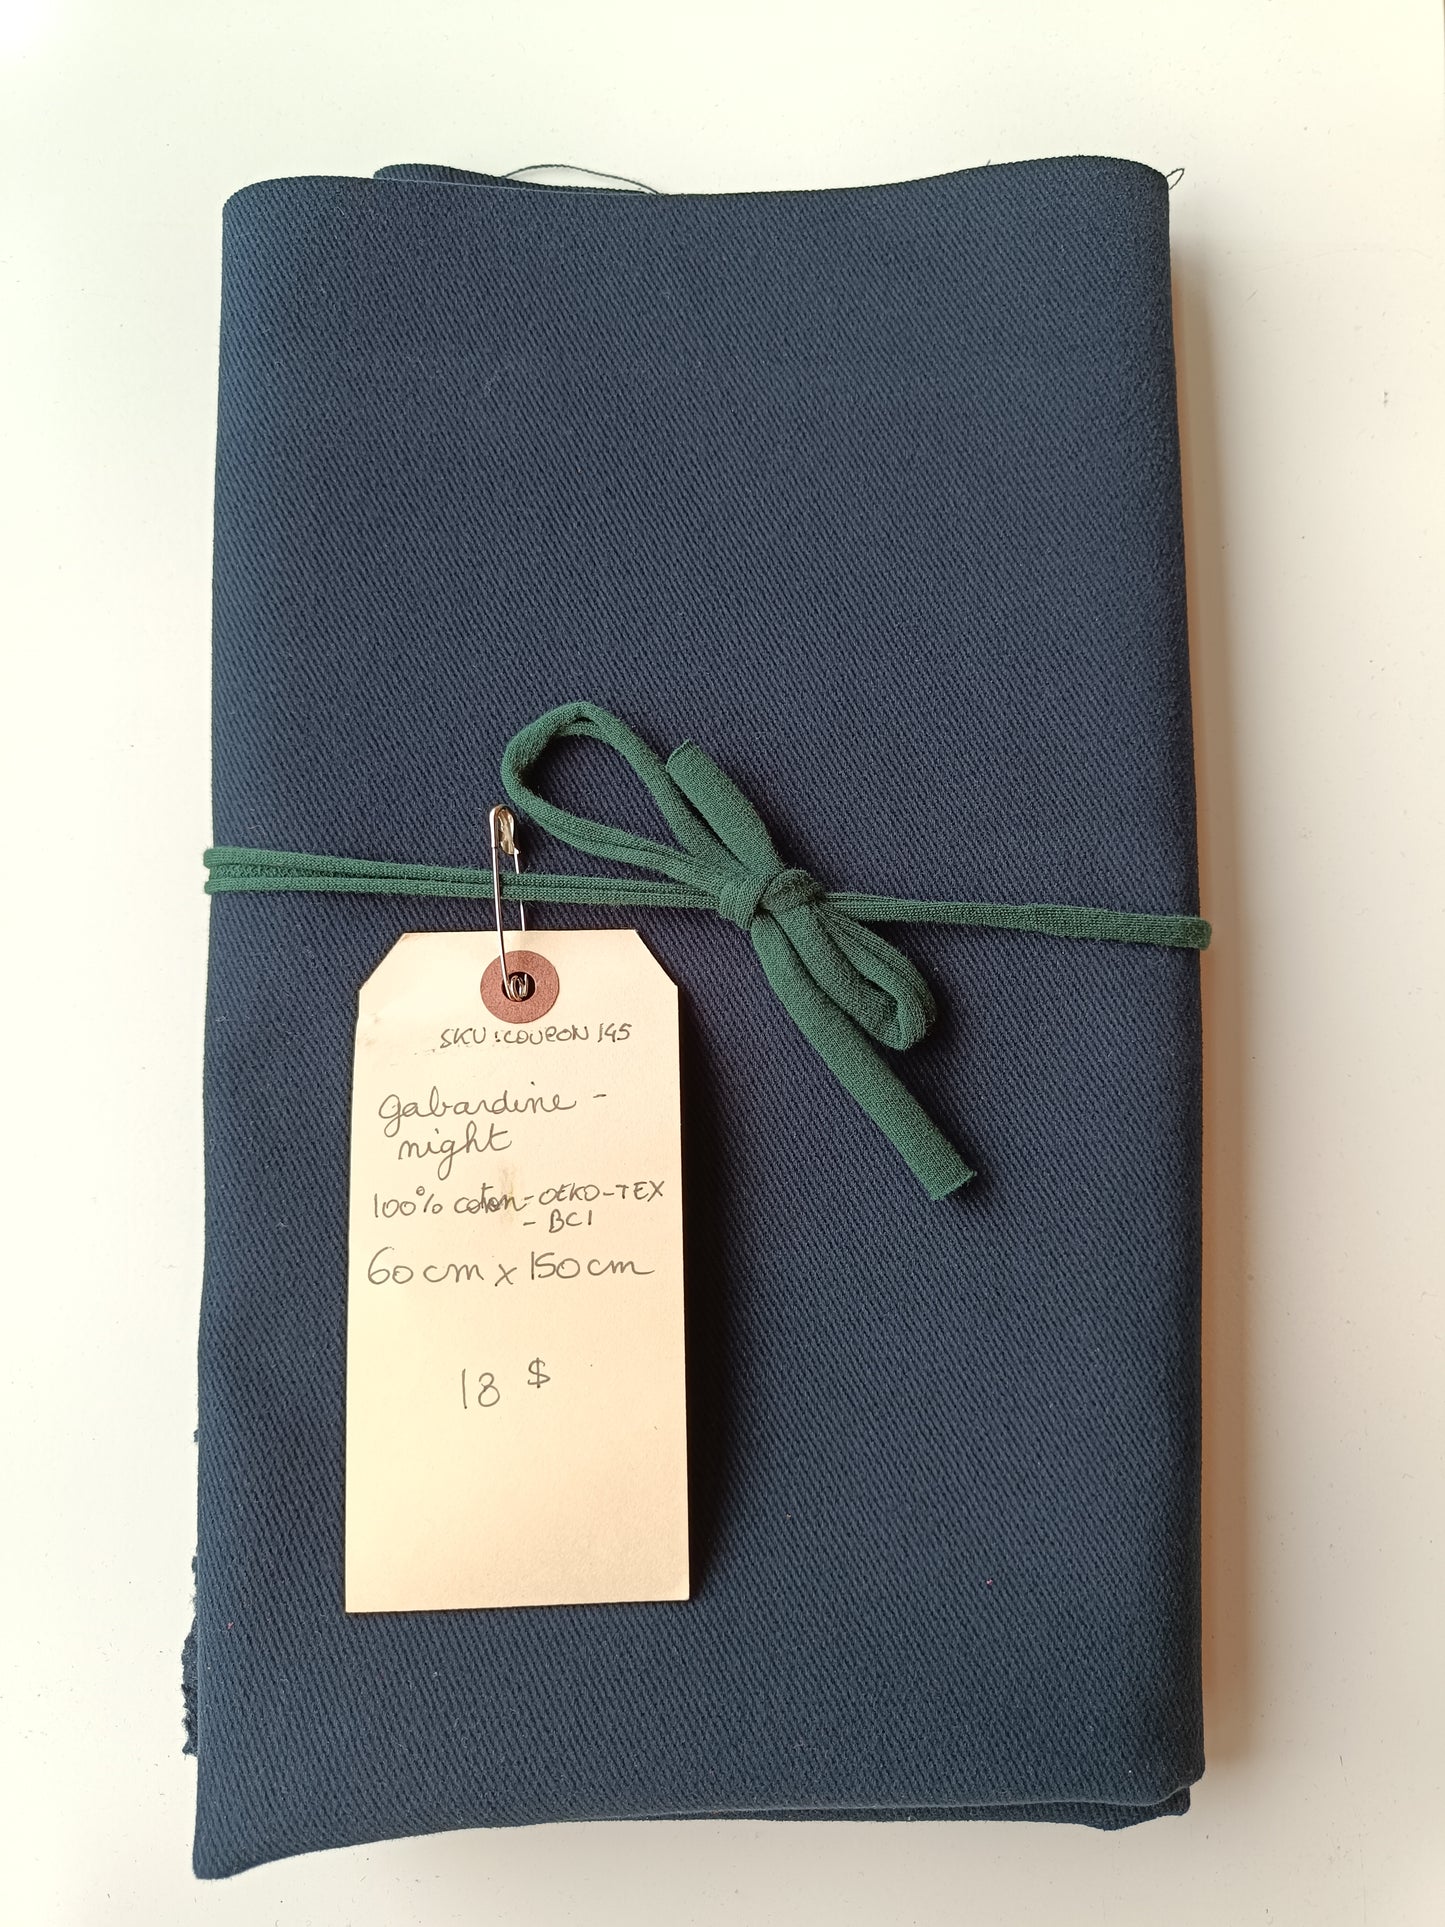 SKU : COUPON 145
gabardine -
night
100% coton - OEKO-TEX
- BCI
60 cm x 150 cm
18 $